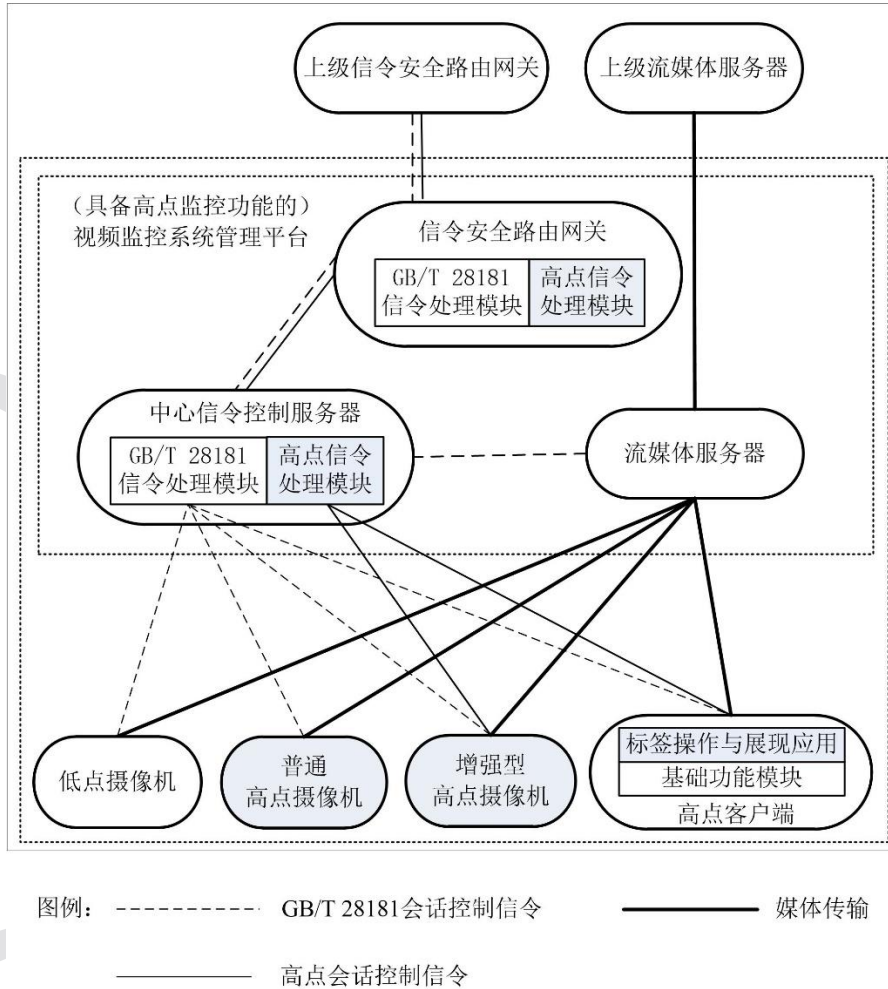 上级信令安全路由网关
上级流媒体服务器
（具备高点监控功能的）
视频监控系统管理平台
信令安全路由网关
GB/T 28181
信令处理模块
高点信令
处理模块
中心信令控制服务器
GB/T 28181
信令处理模块
高点信令
处理模块
流媒体服务器
低点摄像机
普通
高点摄像机
增强型
高点摄像机
标签操作与展现应用
基础功能模块
高点客户端
图例：
GB/T 28181会话控制信令
媒体传输
高点会话控制信令